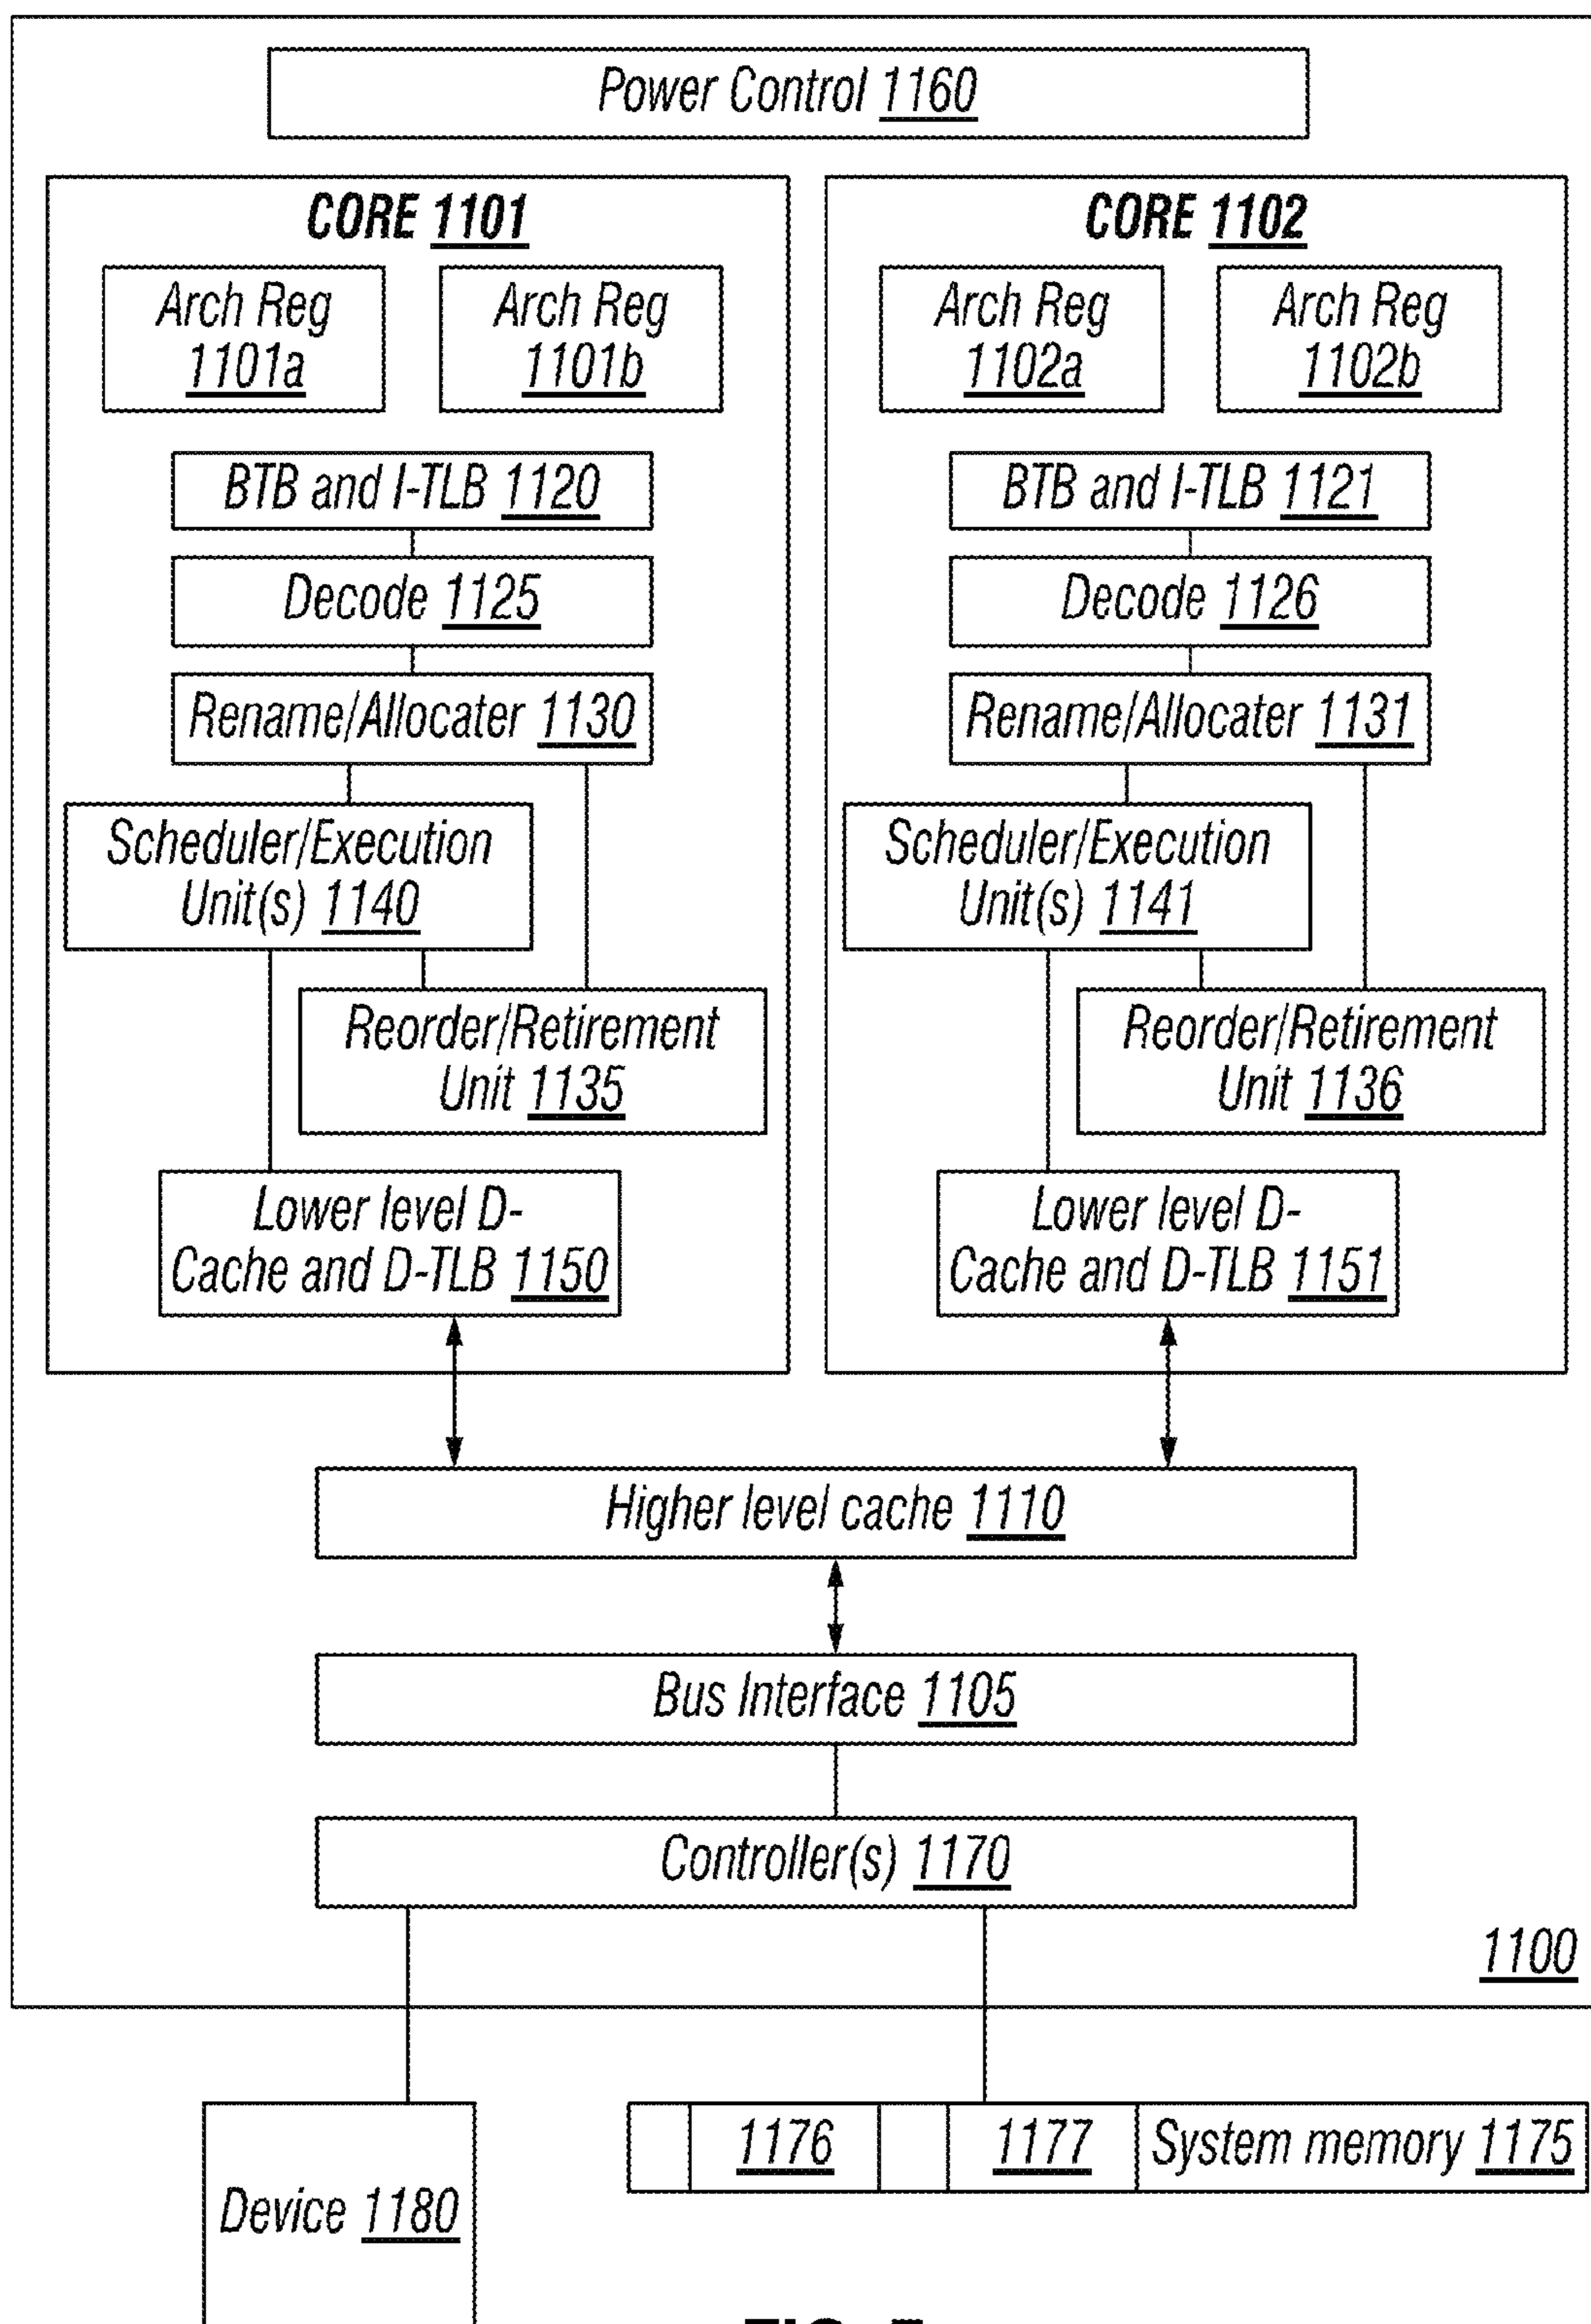 Power Control 1160
CORE 1101
Arch Reg
1101a
Arch Reg
1101b
BTB and I-TLB 1120
Decode 1125
Rename/Allocater 1130
Scheduler/Execution
Unit(s) 1140
Reorder/Retirement
Unit 1135
Lower level D-
Cache and D-TLB 1150
CORE 1102
Arch Reg
1102a
Arch Reg
1102b
BTB and I-TLB 1121
Decode 1126
Rename/Allocater 1131
Scheduler/Execution
Unit(s) 1141
Reorder/Retirement
Unit 1136
Lower level D-
Cache and D-TLB 1151
Higher level cache 1110
Bus Interface 1105
Controller(s) 1170
1100
1176
1177
System memory 1175
Device 1180